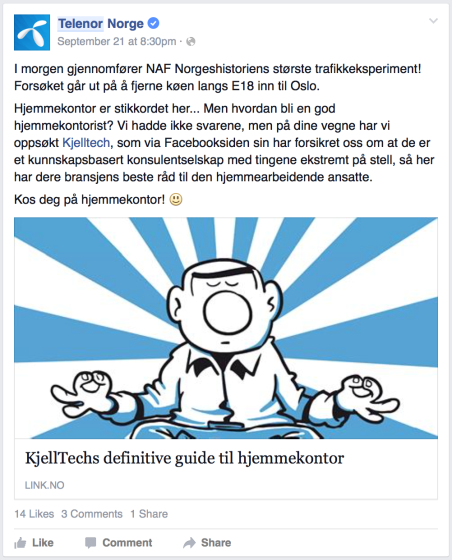 Telenor Norge
September 21 at 8:30pm ·
I morgen gjennomfører NAF Norgeshistoriens største trafikkeksperiment!
Forsøket går ut på å fjerne køen langs E18 inn til Oslo.
Hjemmekontor er stikkordet her... Men hvordan bli en god
hjemmekontorist? Vi hadde ikke svarene, men på dine vegne har vi
oppsøkt Kjelltech, som via Facebooksiden sin har forsikret oss om at de er
et kunnskapsbasert konsulentselskap med tingene ekstremt på stell, så her
har dere bransjens beste råd til den hjemmearbeidende ansatte.
Kos deg på hjemmekontor! 😃
KjellTechs definitive guide til hjemmekontor
LINK.NO
14 Likes 3 Comments 1 Share
Like Comment Share